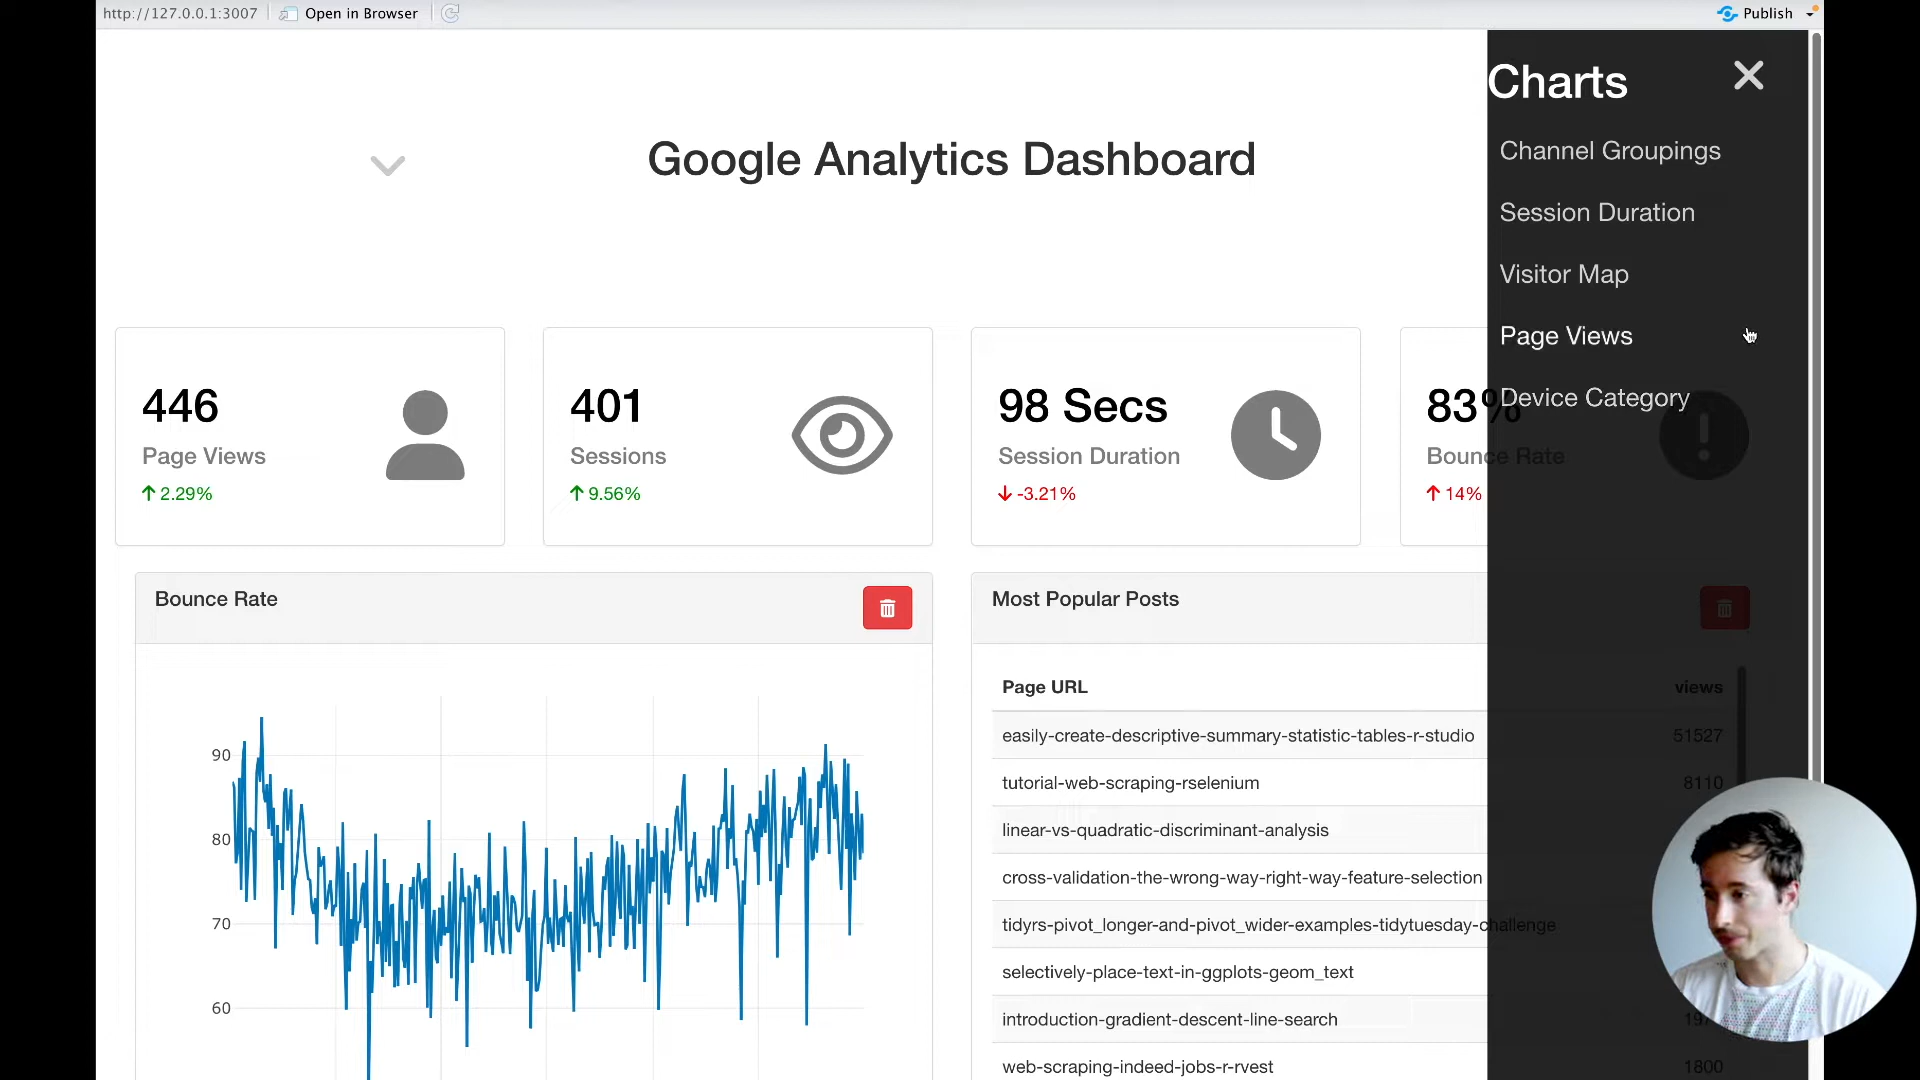 http://127.0.0.1:3007 Open in Browser Publish
Charts
Channel Groupings
Session Duration
Visitor Map
Page Views
Device Category
Google Analytics Dashboard
446
Page Views
2.29%
401
Sessions
9.56%
98 Secs
Session Duration
-3.21%
83%
Bounce Rate
14%
Bounce Rate
90
80
70
60
Most Popular Posts
Page URL views
easily-create-descriptive-summary-statistic-tables-r-studio 51527
tutorial-web-scraping-rselenium 8110
linear-vs-quadratic-discriminant-analysis
cross-validation-the-wrong-way-right-way-feature-selection
tidyrs-pivot_longer-and-pivot_wider-examples-tidytuesday-challenge
selectively-place-text-in-ggplots-geom_text
introduction-gradient-descent-line-search
web-scraping-indeed-jobs-r-rvest 1800